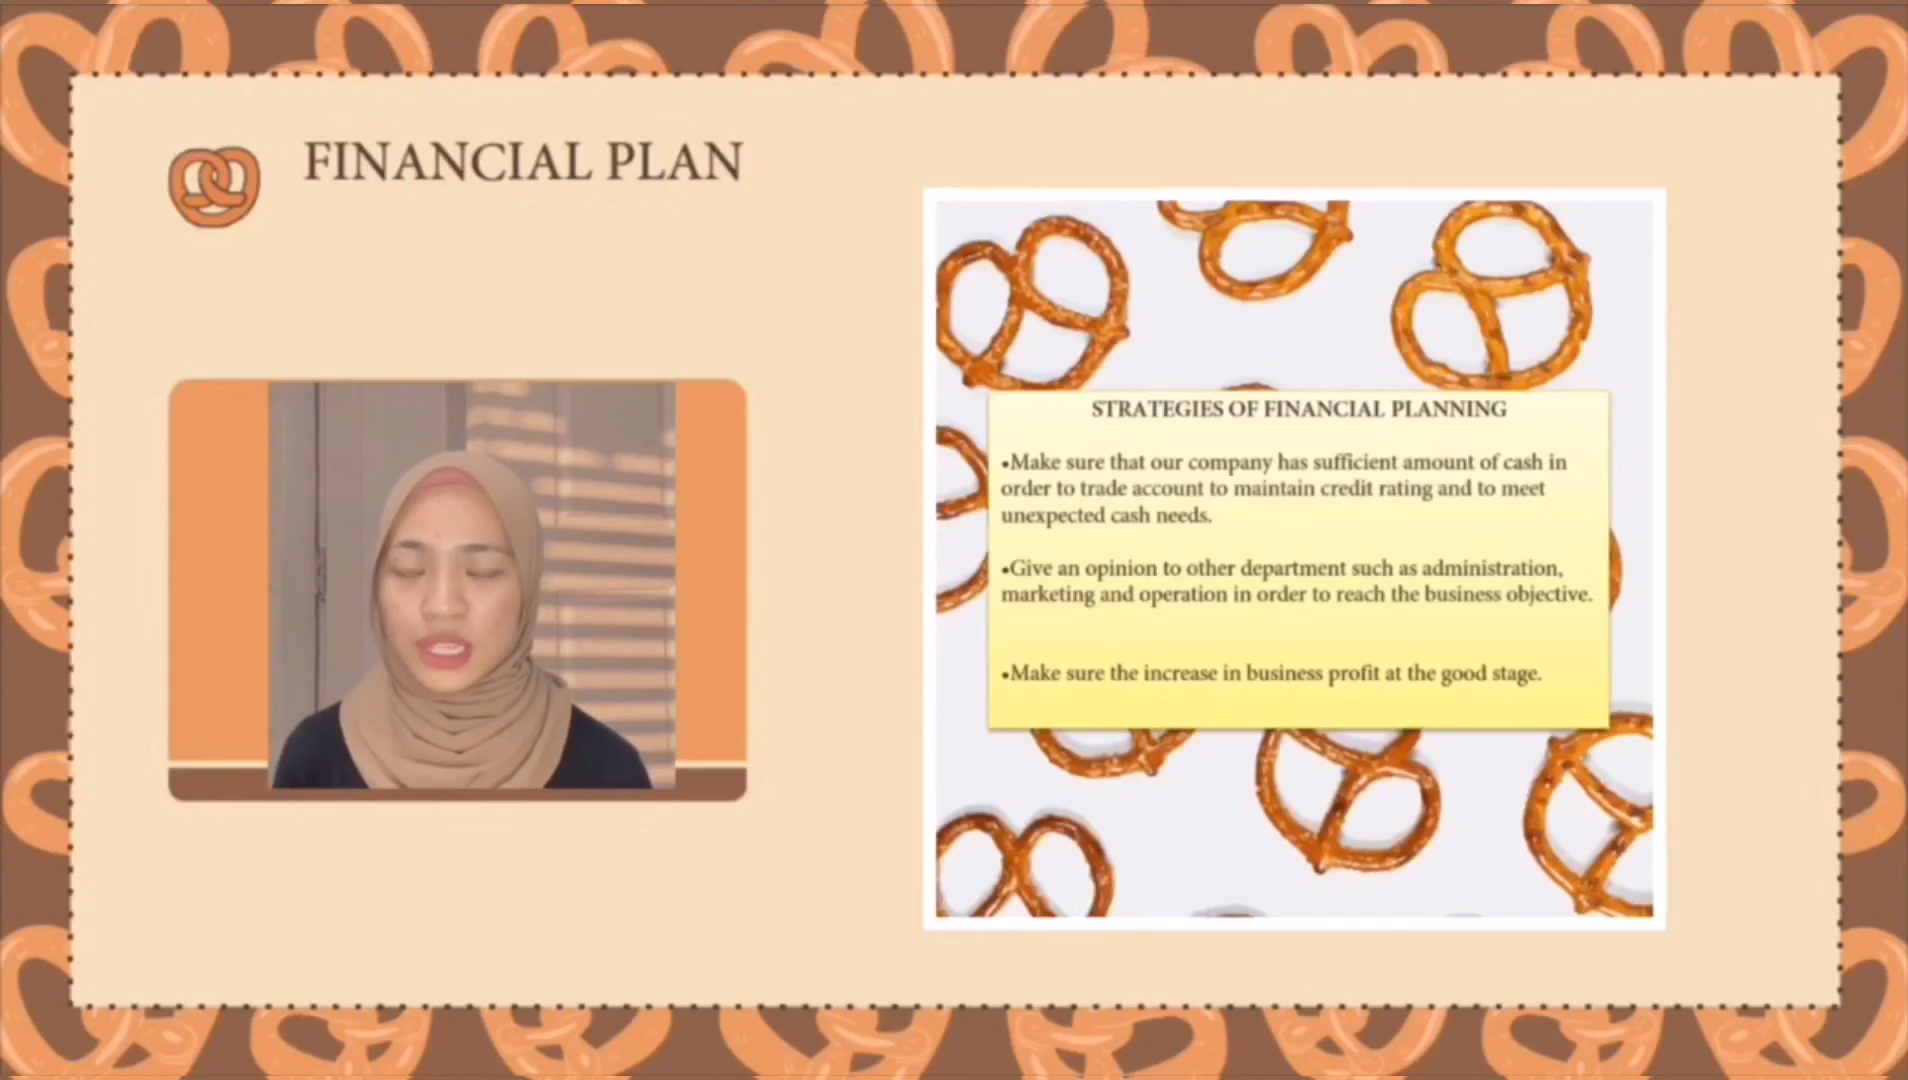 FINANCIAL PLAN
STRATEGIES OF FINANCIAL PLANNING
•Make sure that our company has sufficient amount of cash in
order to trade account to maintain credit rating and to meet
unexpected cash needs.
•Give an opinion to other department such as administration,
marketing and operation in order to reach the business objective.
•Make sure the increase in business profit at the good stage.